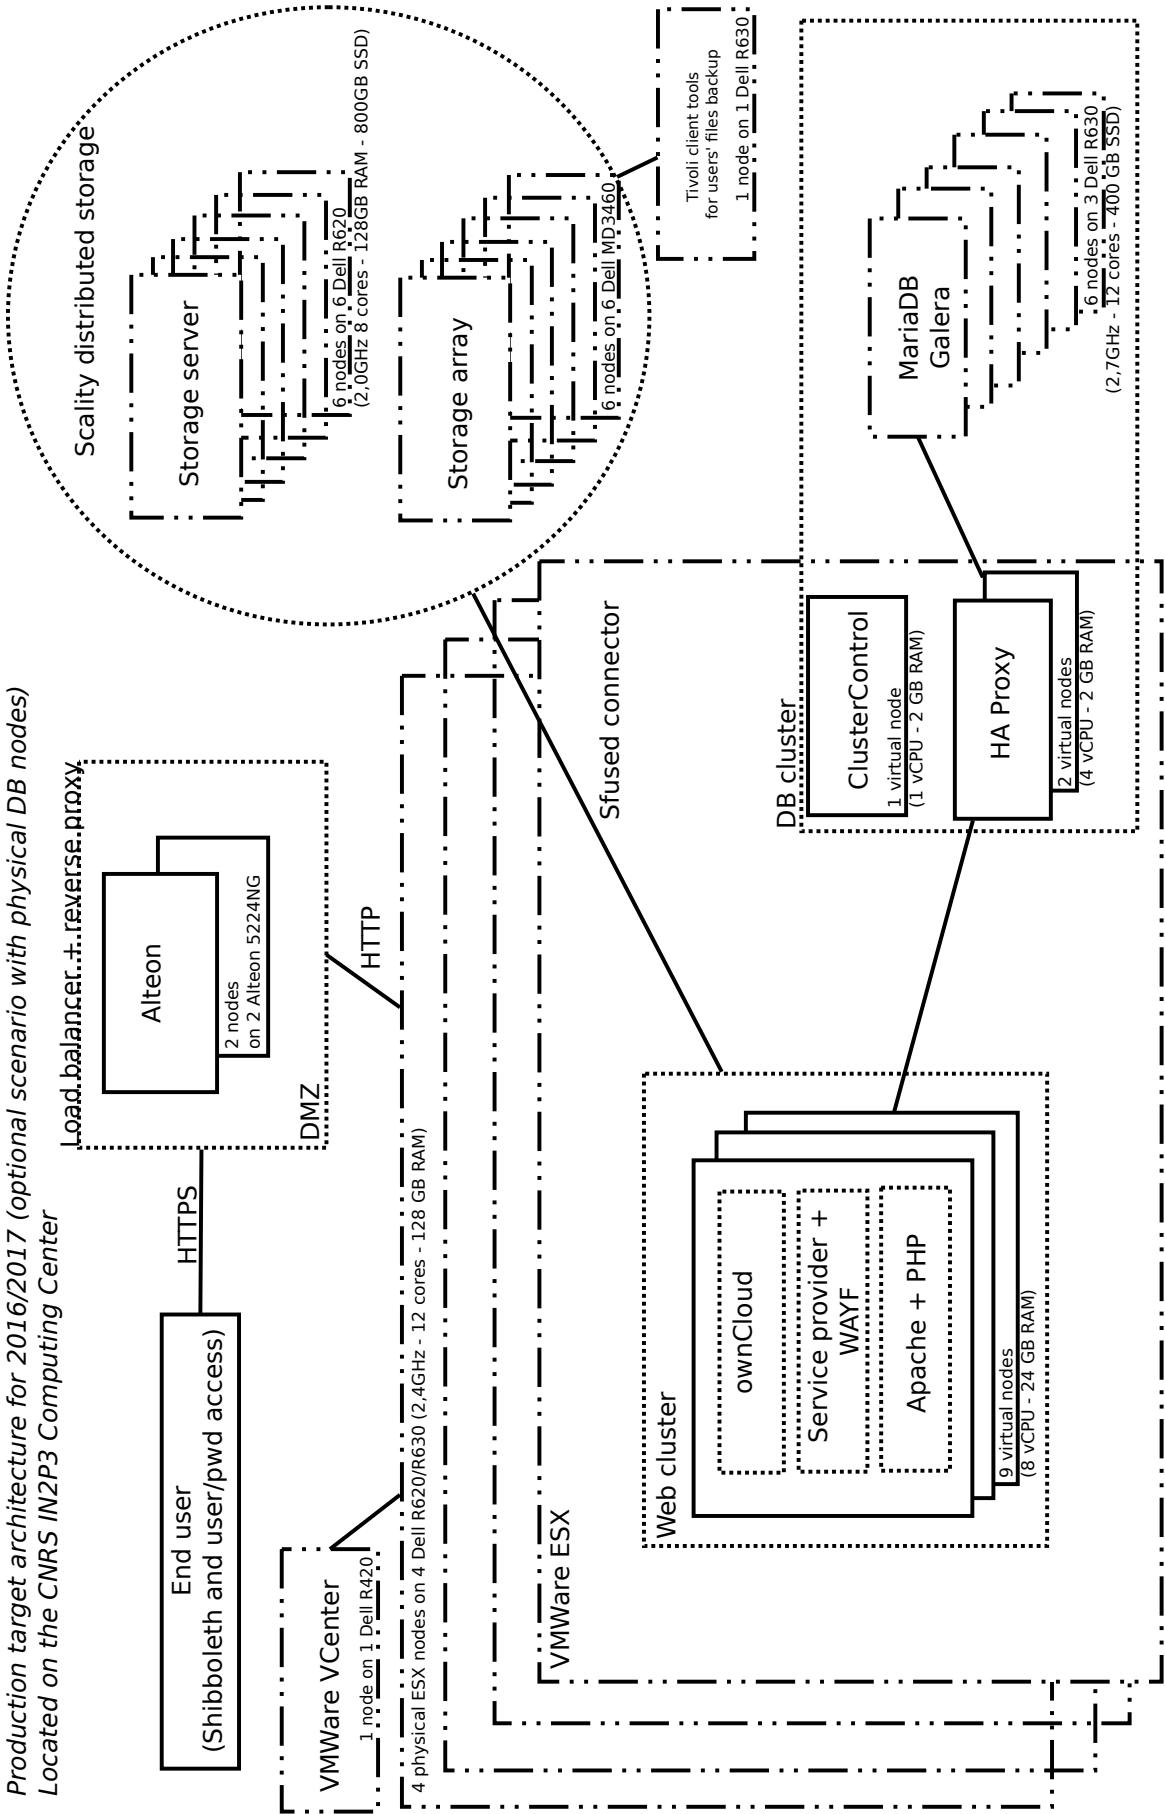 Production target architecture for 2016/2017 (optional scenario with physical DB nodes)
Located on the CNRS IN2P3 Computing Center
End user
(Shibboleth and user/pwd access)
HTTPS
Load balancer + reverse proxy
Alteon
2 nodes
on 2 Alteon 5224NG
DMZ
HTTP
Scality distributed storage
Storage server
6 nodes on 6 Dell R620
(2,0GHz 8 cores - 128GB RAM - 800GB SSD)
Storage array
6 nodes on 6 Dell MD3460
Tivoli client tools
for users' files backup
1 node on 1 Dell R630
VMWare VCenter
1 node on 1 Dell R420
4 physical ESX nodes on 4 Dell R620/R630 (2,4GHz - 12 cores - 128 GB RAM)
VMWare ESX
Sfused connector
Web cluster
ownCloud
Service provider +
WAYF
Apache + PHP
9 virtual nodes
(8 vCPU - 24 GB RAM)
DB cluster
ClusterControl
1 virtual node
(1 vCPU - 2 GB RAM)
HA Proxy
2 virtual nodes
(4 vCPU - 2 GB RAM)
MariaDB
Galera
6 nodes on 3 Dell R630
(2,7GHz - 12 cores - 400 GB SSD)